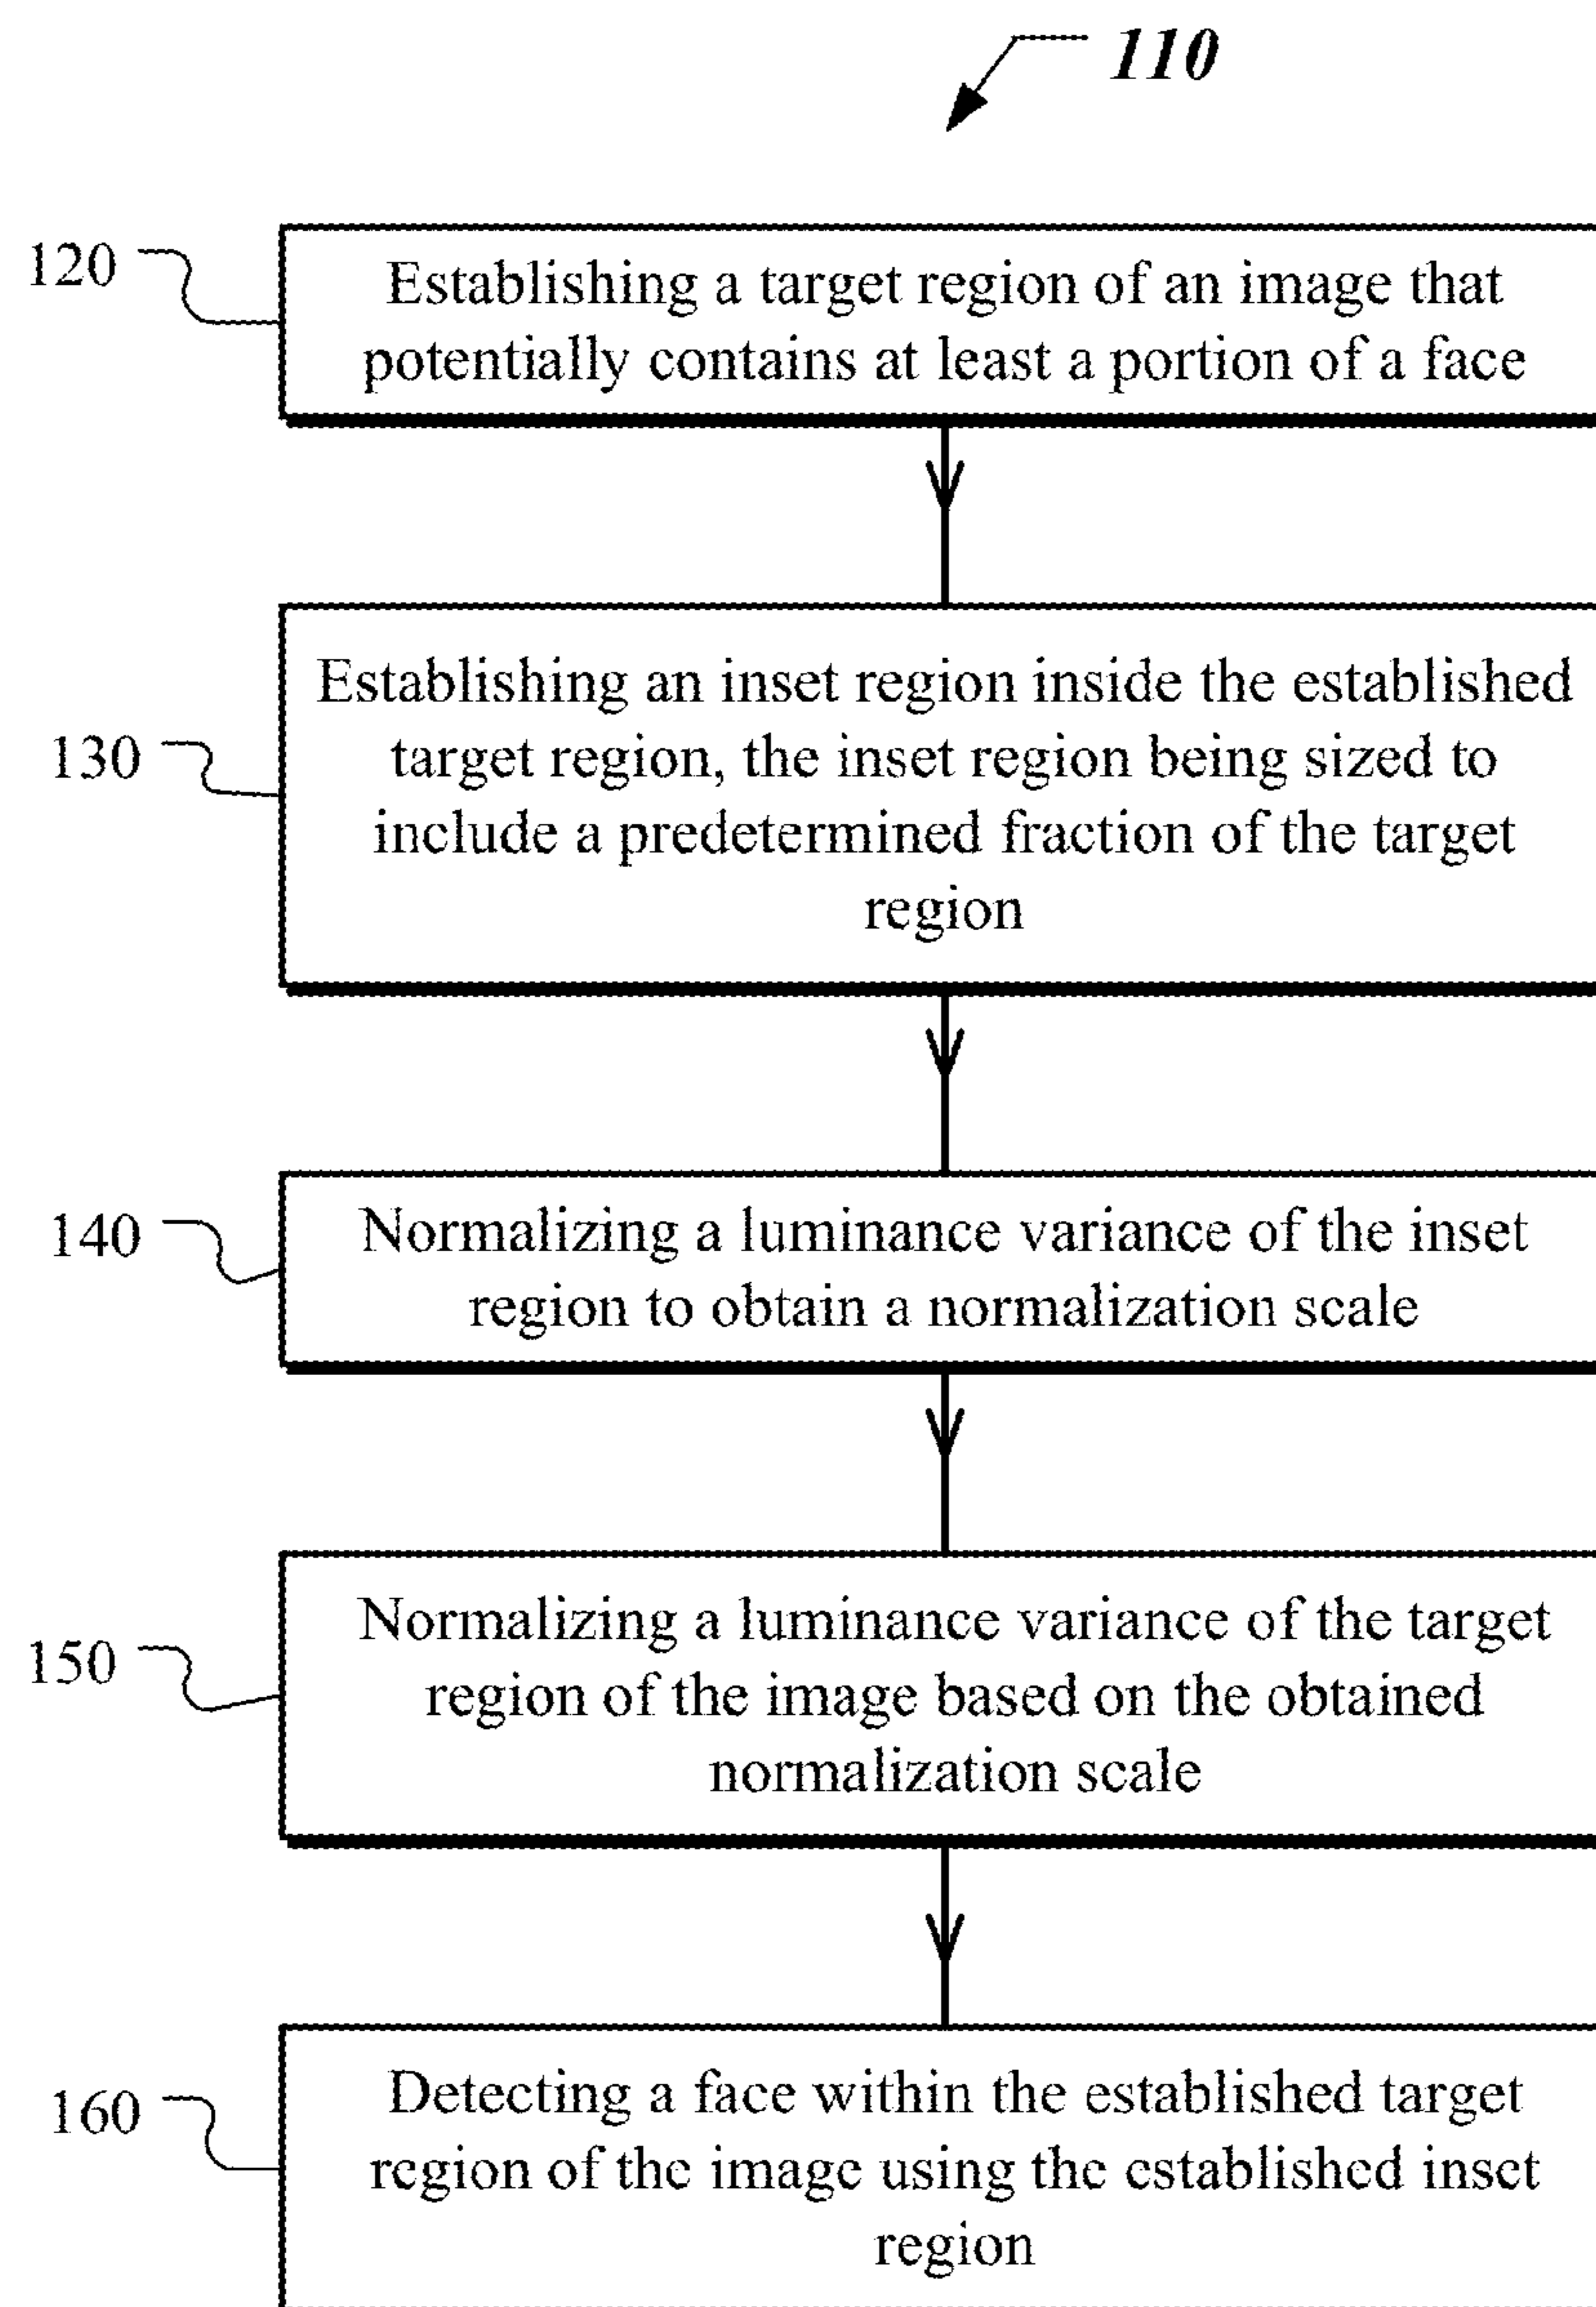 110
120
Establishing a target region of an image that
potentially contains at least a portion of a face
130
Establishing an inset region inside the established
target region, the inset region being sized to
include a predetermined fraction of the target
region
140
Normalizing a luminance variance of the inset
region to obtain a normalization scale
150
Normalizing a luminance variance of the target
region of the image based on the obtained
normalization scale
160
Detecting a face within the established target
region of the image using the established inset
region